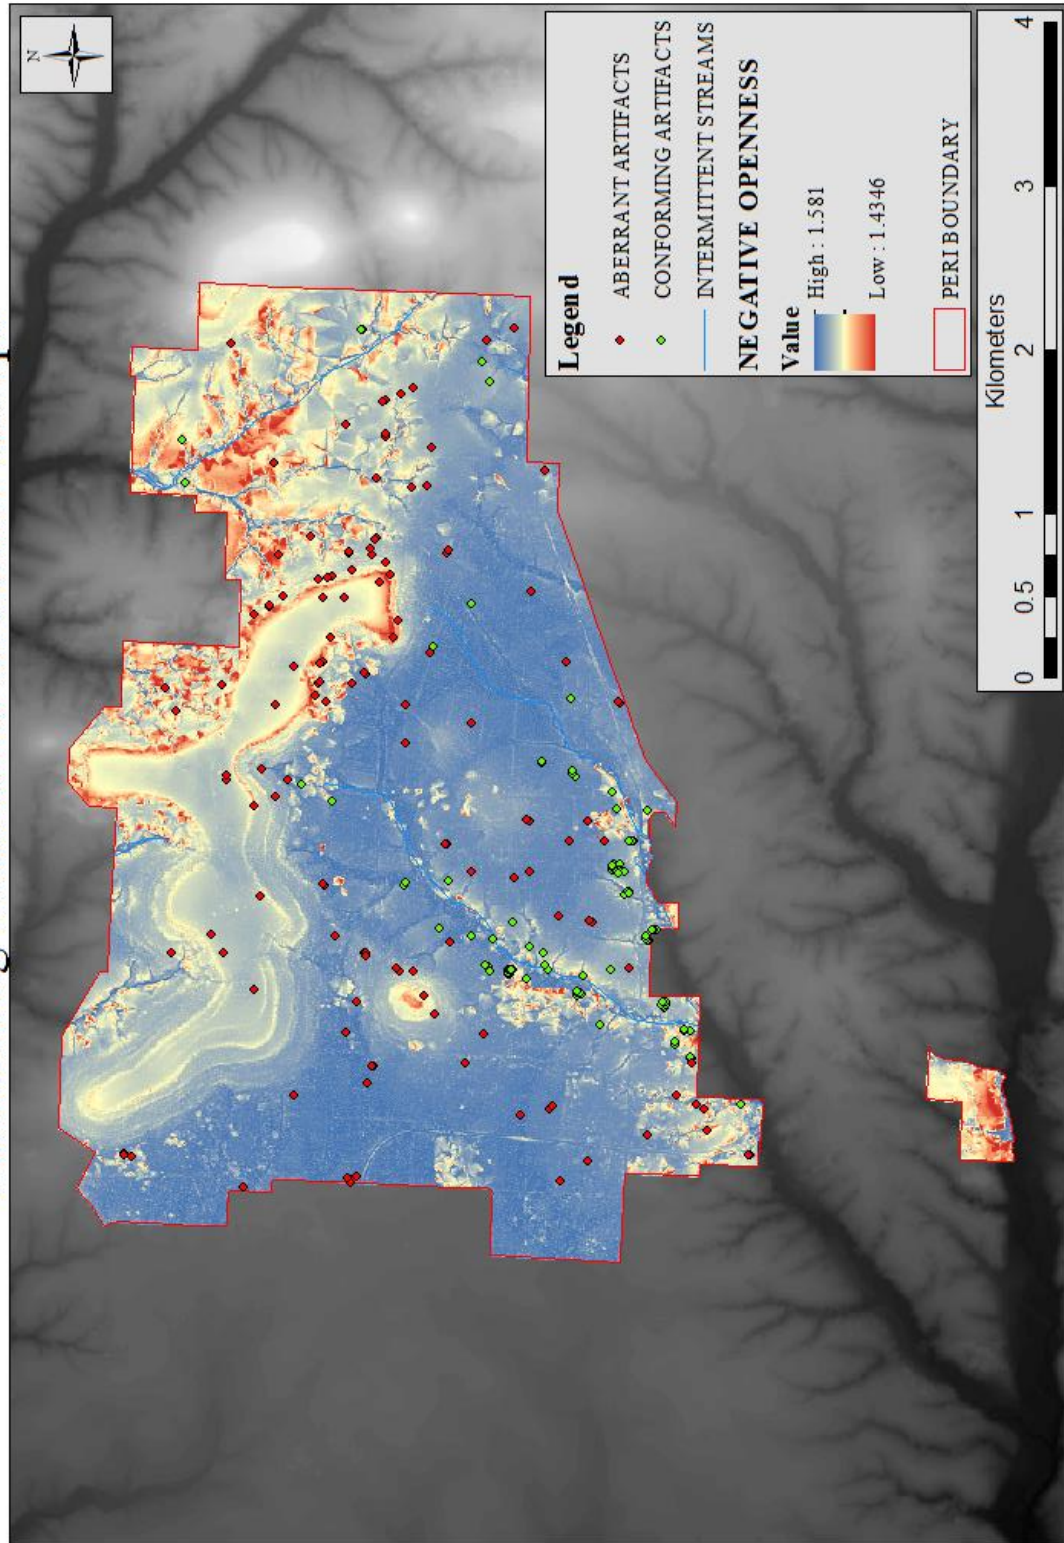 N
Legend
ABERRANT ARTIFACTS
CONFORMING ARTIFACTS
INTERMITTENT STREAMS
NEGATIVE OPENNESS
Value
High : 1.581
Low : 1.4346
PERI BOUNDARY
Kilometers
0 0.5 1 2 3 4